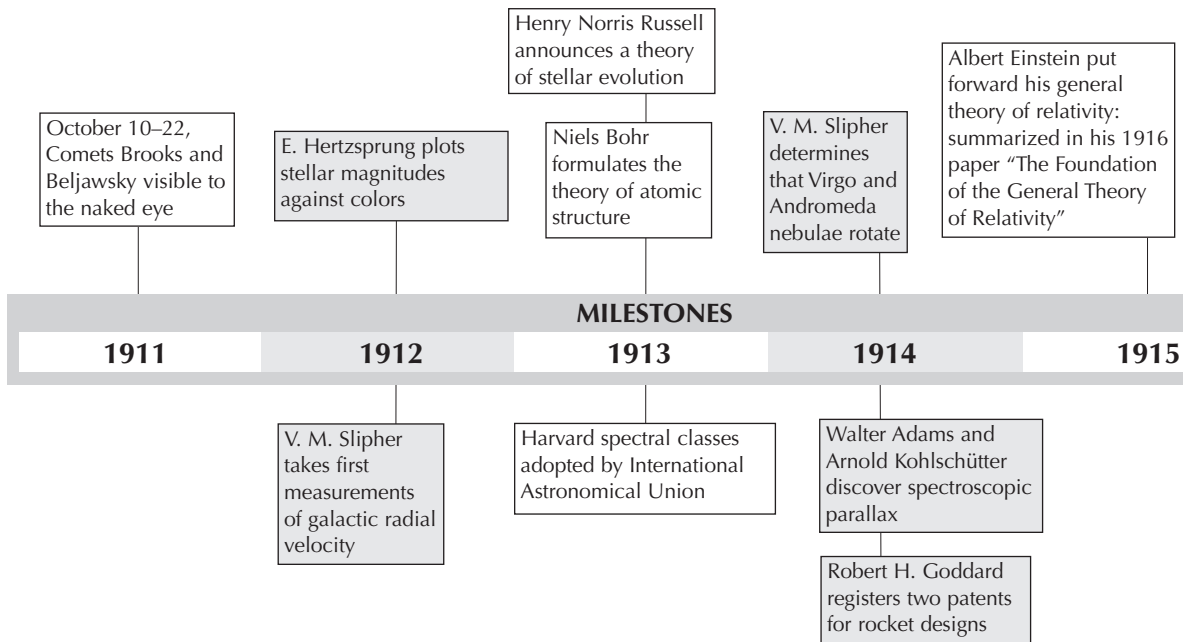 Henry Norris Russell
announces a theory
of stellar evolution
October 10–22,
Comets Brooks and
Beljawsky visible to
the naked eye
E. Hertzsprung plots
stellar magnitudes
against colors
Niels Bohr
formulates the
theory of atomic
structure
V. M. Slipher
determines
that Virgo and
Andromeda
nebulae rotate
Albert Einstein put
forward his general
theory of relativity:
summarized in his 1916
paper “The Foundation
of the General Theory
of Relativity”
MILESTONES
1911
1912
1913
1914
1915
V. M. Slipher
takes first
measurements
of galactic radial
velocity
Harvard spectral classes
adopted by International
Astronomical Union
Walter Adams and
Arnold Kohlschütter
discover spectroscopic
parallax
Robert H. Goddard
registers two patents
for rocket designs